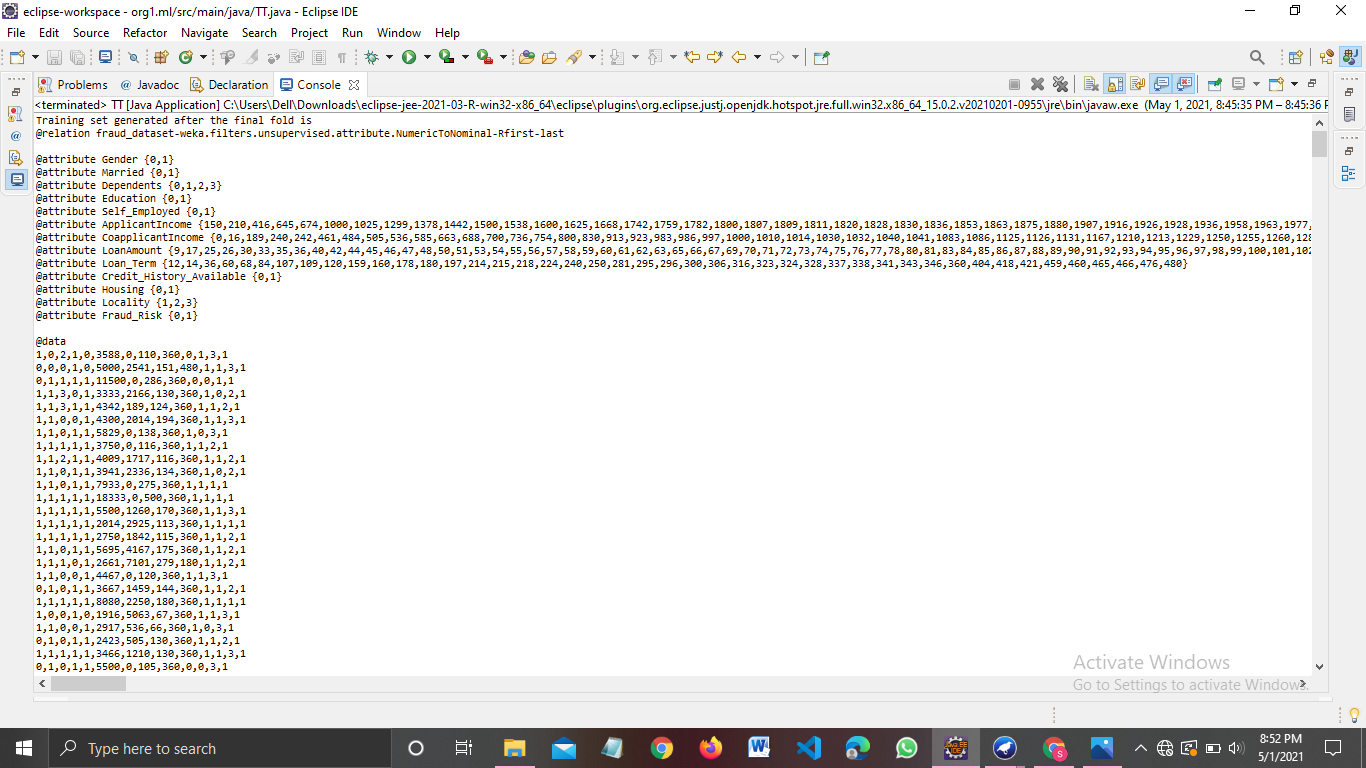 eclipse-workspace - org1.ml/src/main/java/TT.java - Eclipse IDE
File Edit Source Refactor Navigate Search Project Run Window Help
Problems @ Javadoc Declaration Console
<terminated> TT [Java Application] C:\Users\Dell\Downloads\eclipse-jee-2021-03-R-win32-x86_64\eclipse\plugins\org.eclipse.justj.openjdk.hotspot.jre.full.win32.x86_64_15.0.2.v20210201-0955\jre\bin\javaw.exe (May 1, 2021, 8:45:35 PM – 8:45:36 P
Training set generated after the final fold is
@relation fraud_dataset-weka.filters.unsupervised.attribute.NumericToNominal-Rfirst-last
@attribute Gender {0,1}
@attribute Married {0,1}
@attribute Dependents {0,1,2,3}
@attribute Education {0,1}
@attribute Self_Employed {0,1}
@attribute ApplicantIncome {150,210,416,645,674,1000,1025,1299,1378,1442,1500,1538,1600,1625,1668,1742,1759,1782,1800,1807,1809,1811,1820,1828,1830,1836,1853,1863,1875,1880,1907,1916,1926,1928,1936,1958,1963,1977,
@attribute CoapplicantIncome {0,16,189,240,242,461,484,505,536,585,663,688,700,736,754,800,830,913,923,983,986,997,1000,1010,1014,1030,1032,1040,1041,1083,1086,1125,1126,1131,1167,1210,1213,1229,1250,1255,1260,128
@attribute LoanAmount {9,17,25,26,30,33,35,36,40,42,44,45,46,47,48,50,51,53,54,55,56,57,58,59,60,61,62,63,65,66,67,69,70,71,72,73,74,75,76,77,78,80,81,83,84,85,86,87,88,89,90,91,92,93,94,95,96,97,98,99,100,101,102
@attribute Loan_Term {12,14,36,60,68,84,107,109,120,159,160,178,180,197,214,215,218,224,240,250,281,295,296,300,306,316,323,324,328,337,338,341,343,346,360,404,418,421,459,460,465,466,476,480}
@attribute Credit_History_Available {0,1}
@attribute Housing {0,1}
@attribute Locality {1,2,3}
@attribute Fraud_Risk {0,1}
@data
1,0,2,1,0,3588,0,110,360,0,1,3,1
0,0,0,1,0,5000,2541,151,480,1,1,3,1
0,1,1,1,1,11500,0,286,360,0,0,1,1
1,1,3,0,1,3333,2166,130,360,1,0,2,1
1,1,3,1,1,4342,189,124,360,1,1,2,1
1,1,0,0,1,4300,2014,194,360,1,1,3,1
1,1,0,1,1,5829,0,138,360,1,0,3,1
1,1,1,1,1,3750,0,116,360,1,1,2,1
1,1,2,1,1,4009,1717,116,360,1,1,2,1
1,1,0,1,1,3941,2336,134,360,1,0,2,1
1,1,0,1,1,7933,0,275,360,1,1,1,1
1,1,1,1,1,18333,0,500,360,1,1,1,1
1,1,1,1,1,5500,1260,170,360,1,1,3,1
1,1,1,1,1,2014,2925,113,360,1,1,1,1
1,1,1,1,1,2750,1842,115,360,1,1,2,1
1,1,0,1,1,5695,4167,175,360,1,1,2,1
1,1,1,0,1,2661,7101,279,180,1,1,2,1
1,1,0,0,1,4467,0,120,360,1,1,3,1
0,1,0,1,1,3667,1459,144,360,1,1,2,1
1,1,1,1,1,8080,2250,180,360,1,1,1,1
1,0,0,1,0,1916,5063,67,360,1,1,3,1
1,1,0,0,1,2917,536,66,360,1,0,3,1
0,1,0,1,1,2423,505,130,360,1,1,2,1
1,1,1,1,1,3466,1210,130,360,1,1,3,1
0,1,0,1,1,5500,0,105,360,0,0,3,1
Activate Windows
Go to Settings to activate Windows.
Type here to search
8:52 PM
5/1/2021